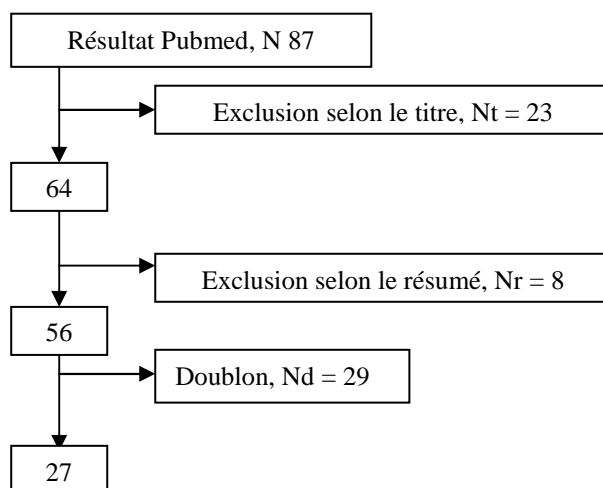 Résultat Pubmed, N 87
Exclusion selon le titre, Nt = 23
64
Exclusion selon le résumé, Nr = 8
56
Doublon, Nd = 29
27